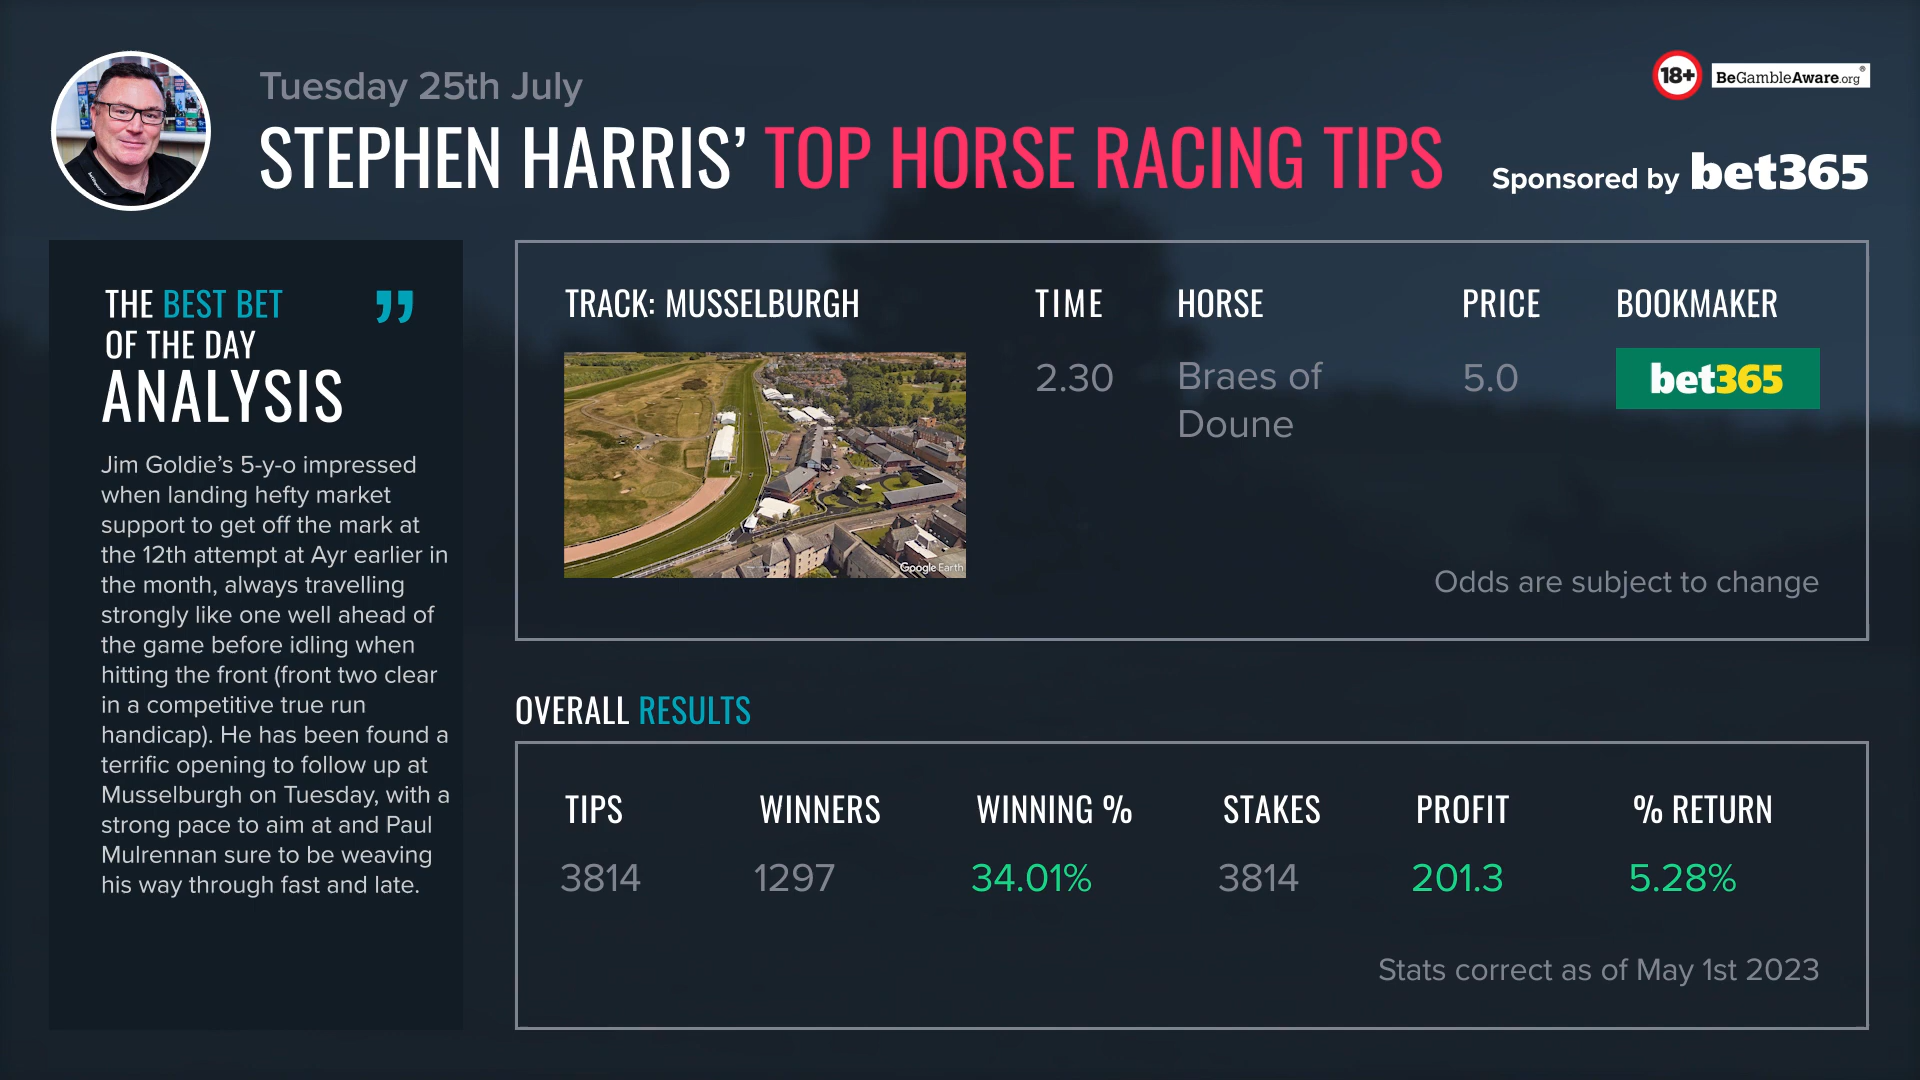 Tuesday 25th July
STEPHEN HARRIS’ TOP HORSE RACING TIPS
18+
BeGambleAware.org®
Sponsored by bet365
THE BEST BET ”
OF THE DAY
ANALYSIS
Jim Goldie’s 5-y-o impressed
when landing hefty market
support to get off the mark at
the 12th attempt at Ayr earlier in
the month, always travelling
strongly like one well ahead of
the game before idling when
hitting the front (front two clear
in a competitive true run
handicap). He has been found a
terrific opening to follow up at
Musselburgh on Tuesday, with a
strong pace to aim at and Paul
Mulrennan sure to be weaving
his way through fast and late.
TRACK: MUSSELBURGH TIME HORSE PRICE BOOKMAKER
2.30 Braes of 5.0 bet365
Doune
Google Earth
Odds are subject to change
OVERALL RESULTS
TIPS WINNERS WINNING % STAKES PROFIT % RETURN
3814 1297 34.01% 3814 201.3 5.28%
Stats correct as of May 1st 2023